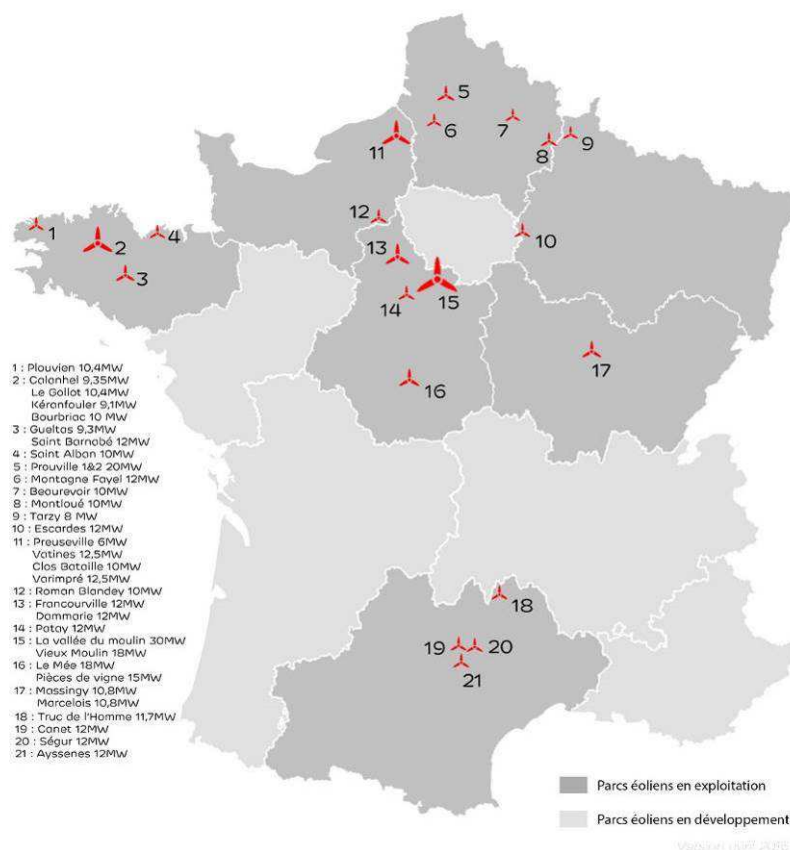 5
6
7
8
9
11
12
10
1
2
4
3
13
14
15
16
17
18
19
20
21
1 : Plouvien 10,4MW
2 : Calanhel 9,35MW
Le Gollot 10,4MW
Kéranfouler 9,1MW
Bourbriac 10 MW
3 : Gueltas 9,3MW
Saint Barnabé 12MW
4 : Saint Alban 10MW
5 : Prouville 1&2 20MW
6 : Montagne Fayel 12MW
7 : Beaurevoir 10MW
8 : Montloué 10MW
9 : Tarzy 8 MW
10 : Escardes 12MW
11 : Preuseville 6MW
Vatines 12,5MW
Clos Bataille 10MW
Varimpré 12,5MW
12 : Roman Blandey 10MW
13 : Francourville 12MW
Dammarie 12MW
14 : Patay 12MW
15 : La vallée du moulin 30MW
Vieux Moulin 18MW
16 : Le Mée 18MW
Pièces de vigne 15MW
17 : Massingy 10,8MW
Marcelois 10,8MW
18 : Truc de l'Homme 11,7MW
19 : Canet 12MW
20 : Ségur 12MW
21 : Ayssenes 12MW
Parcs éoliens en exploitation
Parcs éoliens en développement
Version